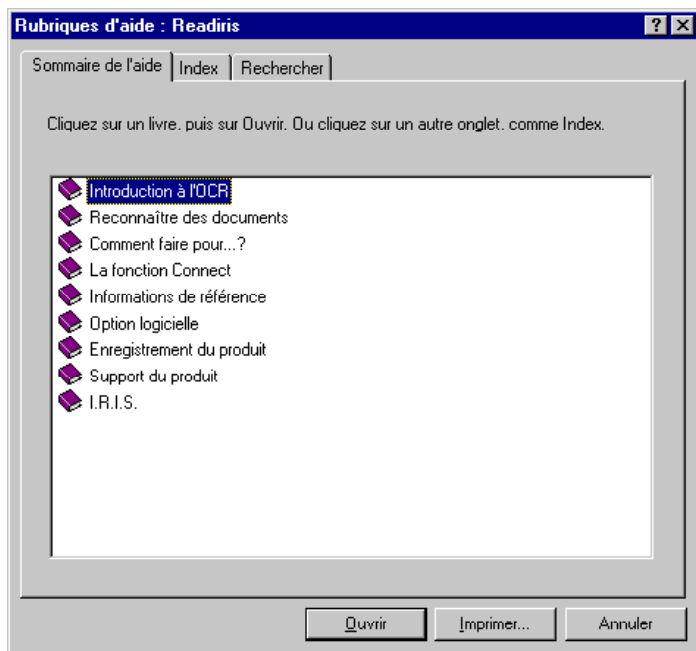 Rubriques d'aide : Readiris
Sommaire de l'aide Index Rechercher
Cliquez sur un livre, puis sur Ouvrir. Ou cliquez sur un autre onglet, comme Index.
Introduction à l'OCR
Reconnaître des documents
Comment faire pour...?
La fonction Connect
Informations de référence
Option logicielle
Enregistrement du produit
Support du produit
I.R.I.S.
Ouvrir Imprimer... Annuler